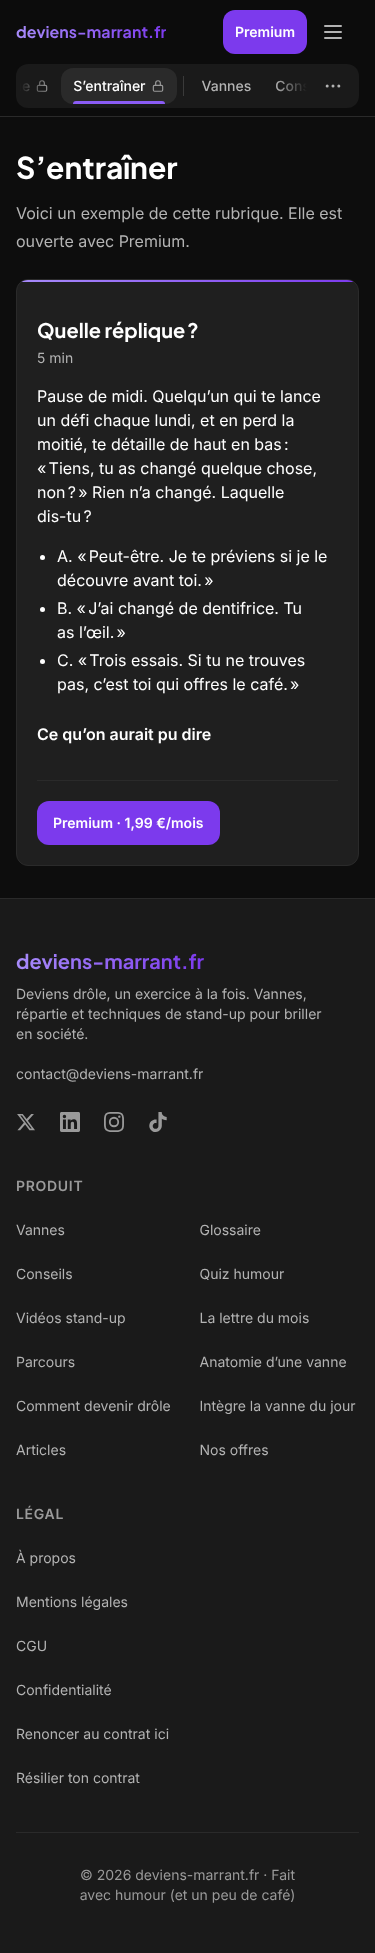 deviens-marrant.fr
Premium
S’entraîner
Vannes
S’entraîner
Voici un exemple de cette rubrique. Elle est
ouverte avec Premium.
Quelle réplique ?
5 min
Pause de midi. Quelqu’un qui te lance
un défi chaque lundi, et en perd la
moitié, te détaille de haut en bas :
« Tiens, tu as changé quelque chose,
non ? » Rien n’a changé. Laquelle
dis-tu ?
• A. « Peut-être. Je te préviens si je le
découvre avant toi. »
• B. « J’ai changé de dentifrice. Tu
as l’œil. »
• C. « Trois essais. Si tu ne trouves
pas, c’est toi qui offres le café. »
Ce qu’on aurait pu dire
Premium · 1,99 €/mois
deviens-marrant.fr
Deviens drôle, un exercice à la fois. Vannes,
répartie et techniques de stand-up pour briller
en société.
contact@deviens-marrant.fr
PRODUIT
Vannes
Glossaire
Conseils
Quiz humour
Vidéos stand-up
La lettre du mois
Parcours
Anatomie d’une vanne
Comment devenir drôle
Intègre la vanne du jour
Articles
Nos offres
LÉGAL
À propos
Mentions légales
CGU
Confidentialité
Renoncer au contrat ici
Résilier ton contrat
© 2026 deviens-marrant.fr · Fait
avec humour (et un peu de café)